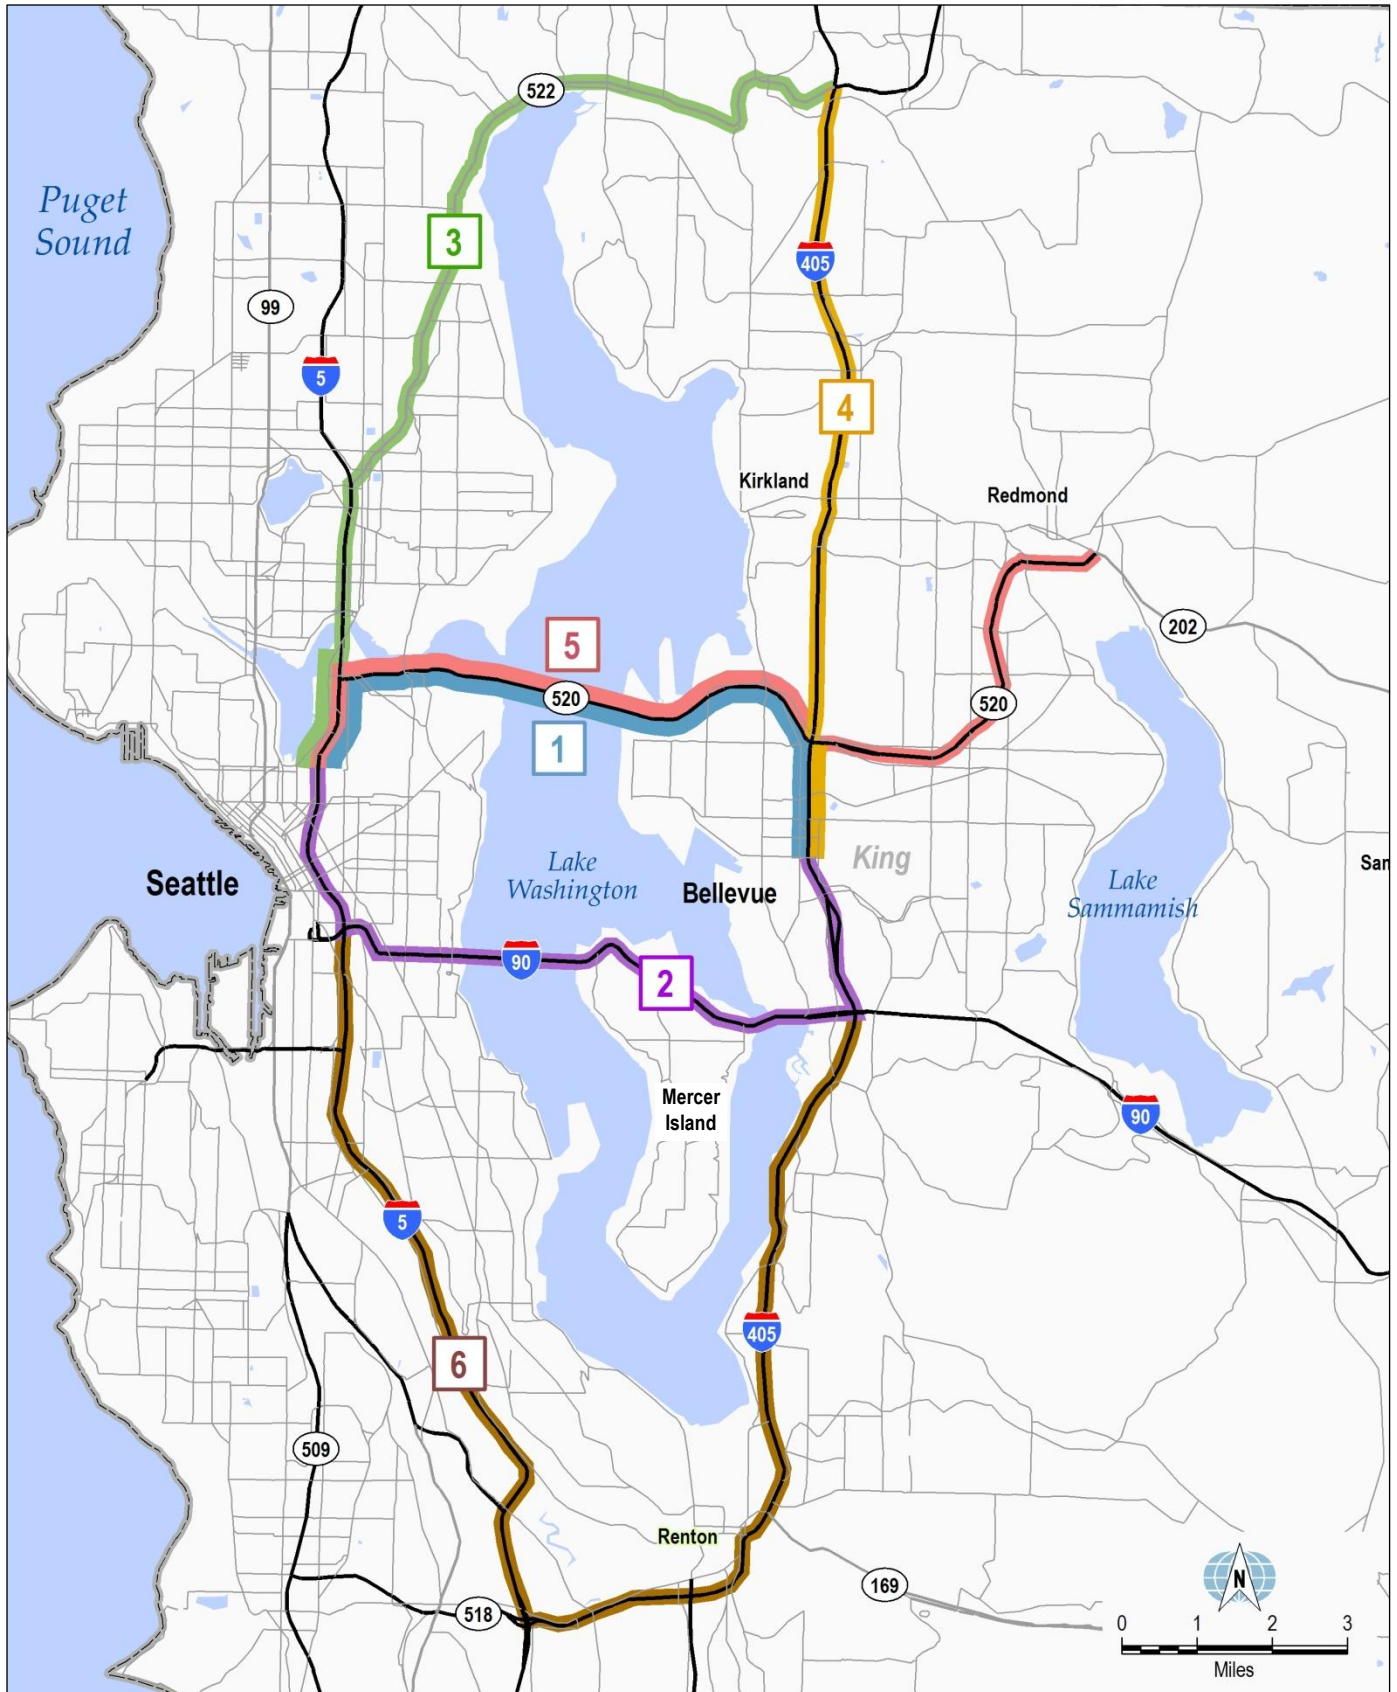 522
Puget
Sound
3
405
99
5
4
Kirkland
Redmond
202
5
520
520
1
King
Lake
Washington
Seattle
Bellevue
Lake
Sammamish
San
90
2
Mercer
Island
90
5
405
6
509
Renton
N
169
518
0 1 2 3
Miles